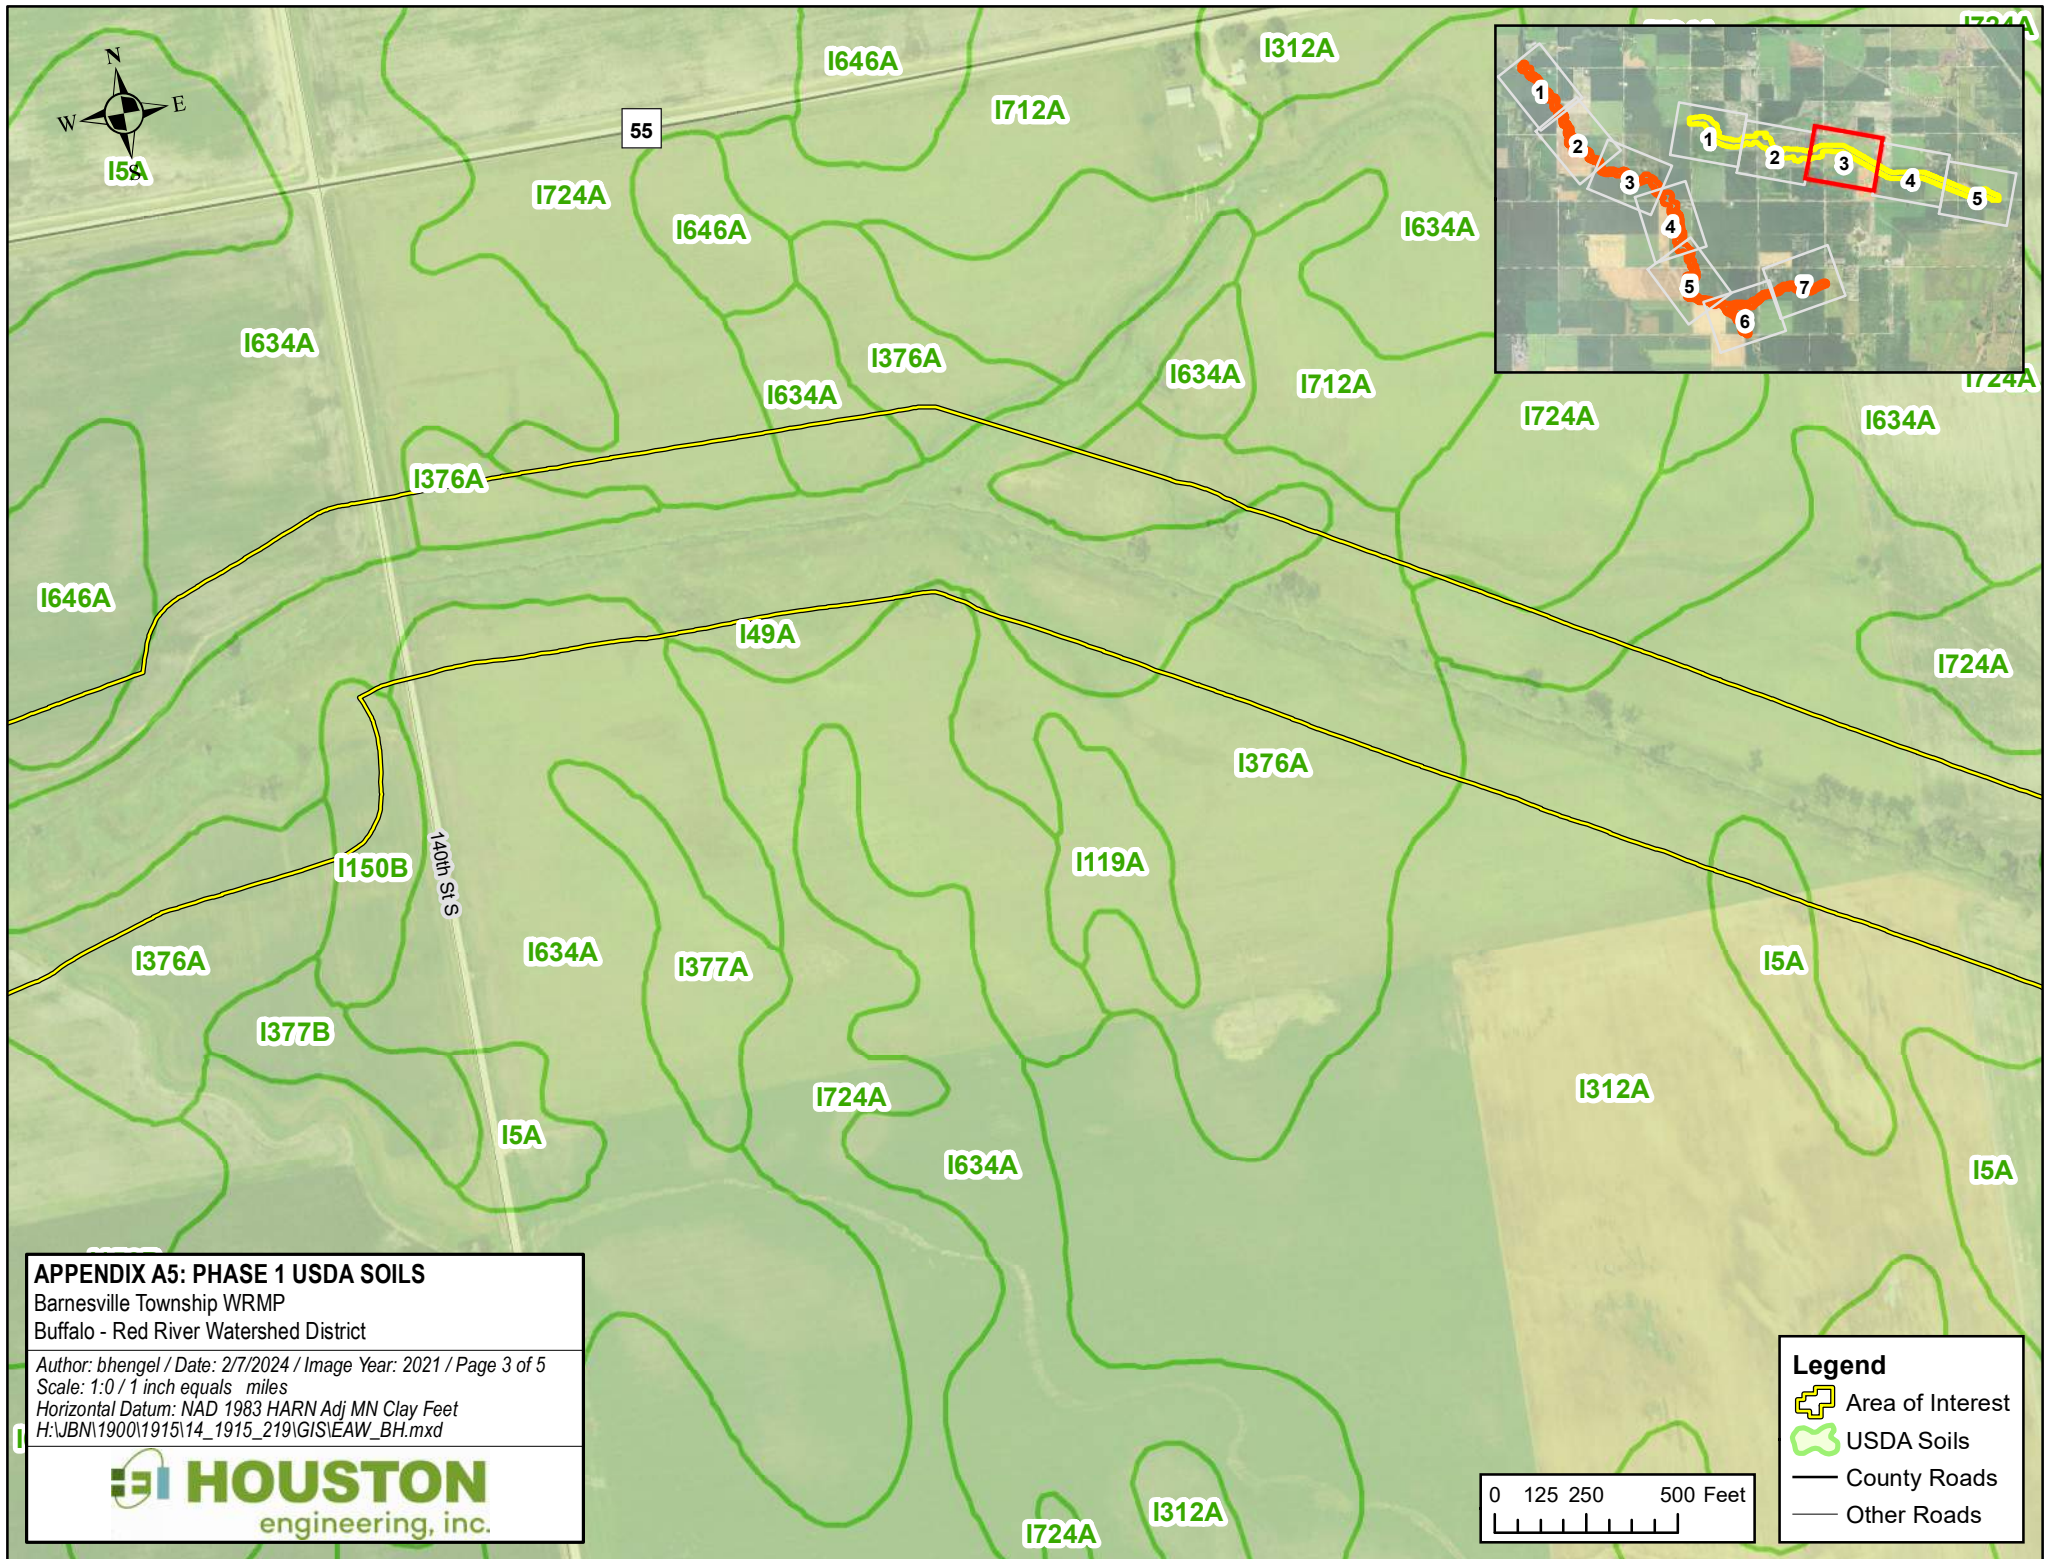 I646A
I312A
I724A
N
W
E
S
I5A
55
I712A
I724A
I646A
I634A
1
2
3
4
5
6
7
1
2
3
4
5
I634A
I376A
I634A
I634A
I712A
I724A
I724A
I634A
I376A
I646A
I49A
I724A
I376A
140th St S
I150B
I119A
I376A
I634A
I377A
I5A
I377B
I724A
I312A
I5A
I634A
I5A
APPENDIX A5: PHASE 1 USDA SOILS
Barnesville Township WRMP
Buffalo - Red River Watershed District
Author: bhengel / Date: 2/7/2024 / Image Year: 2021 / Page 3 of 5
Scale: 1:0 / 1 inch equals miles
Horizontal Datum: NAD 1983 HARN Adj MN Clay Feet
H:\JBN\1900\1915\14_1915_219\GIS\EAW_BH.mxd
HOUSTON
engineering, inc.
I724A
I312A
0 125 250 500 Feet
Legend
Area of Interest
USDA Soils
County Roads
Other Roads